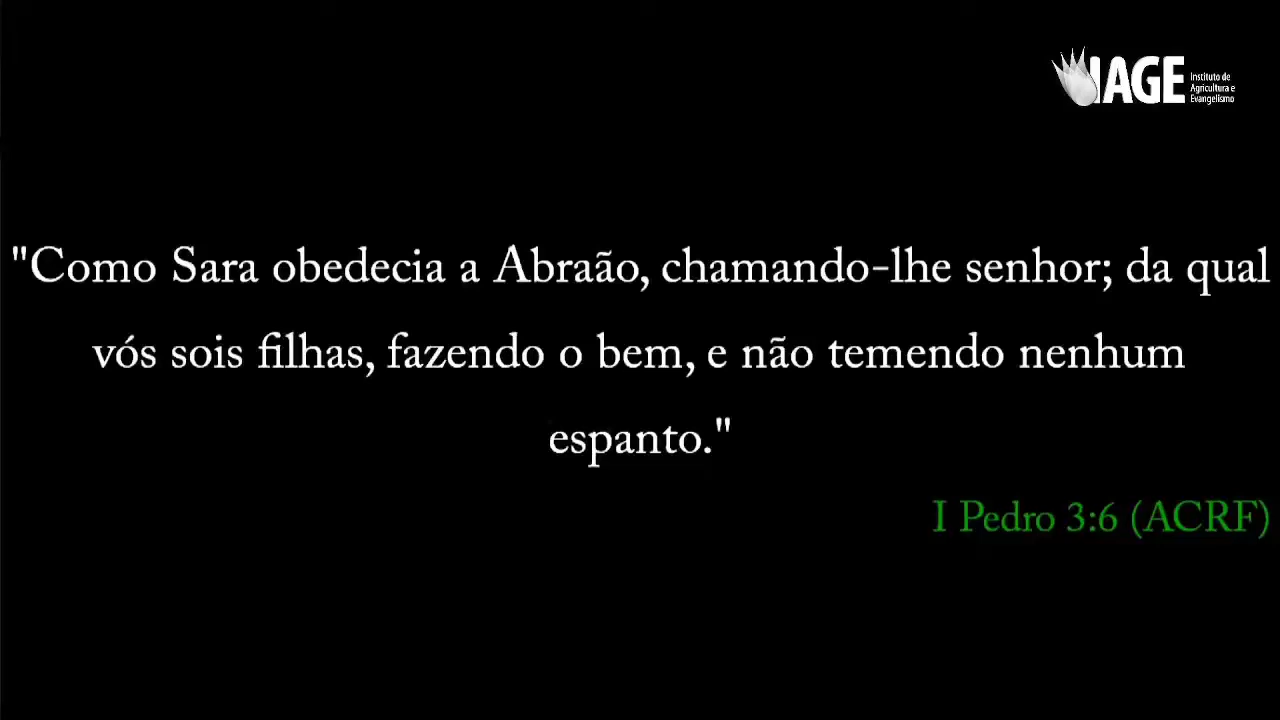 IAGE
Instituto de
Agricultura e
Evangelismo
"Como Sara obedecia a Abraão, chamando-lhe senhor; da qual
vós sois filhas, fazendo o bem, e não temendo nenhum
espanto."
I Pedro 3:6 (ACRF)